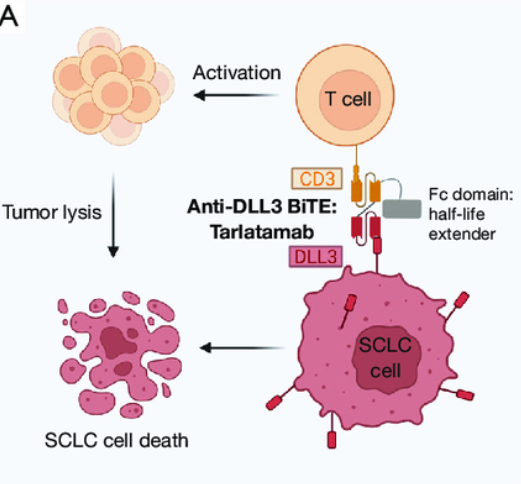 A
Activation
T cell
CD3
Anti-DLL3 BiTE:
Tarlatamab
Fc domain:
half-life
extender
Tumor lysis
DLL3
SCLC
cell
SCLC cell death